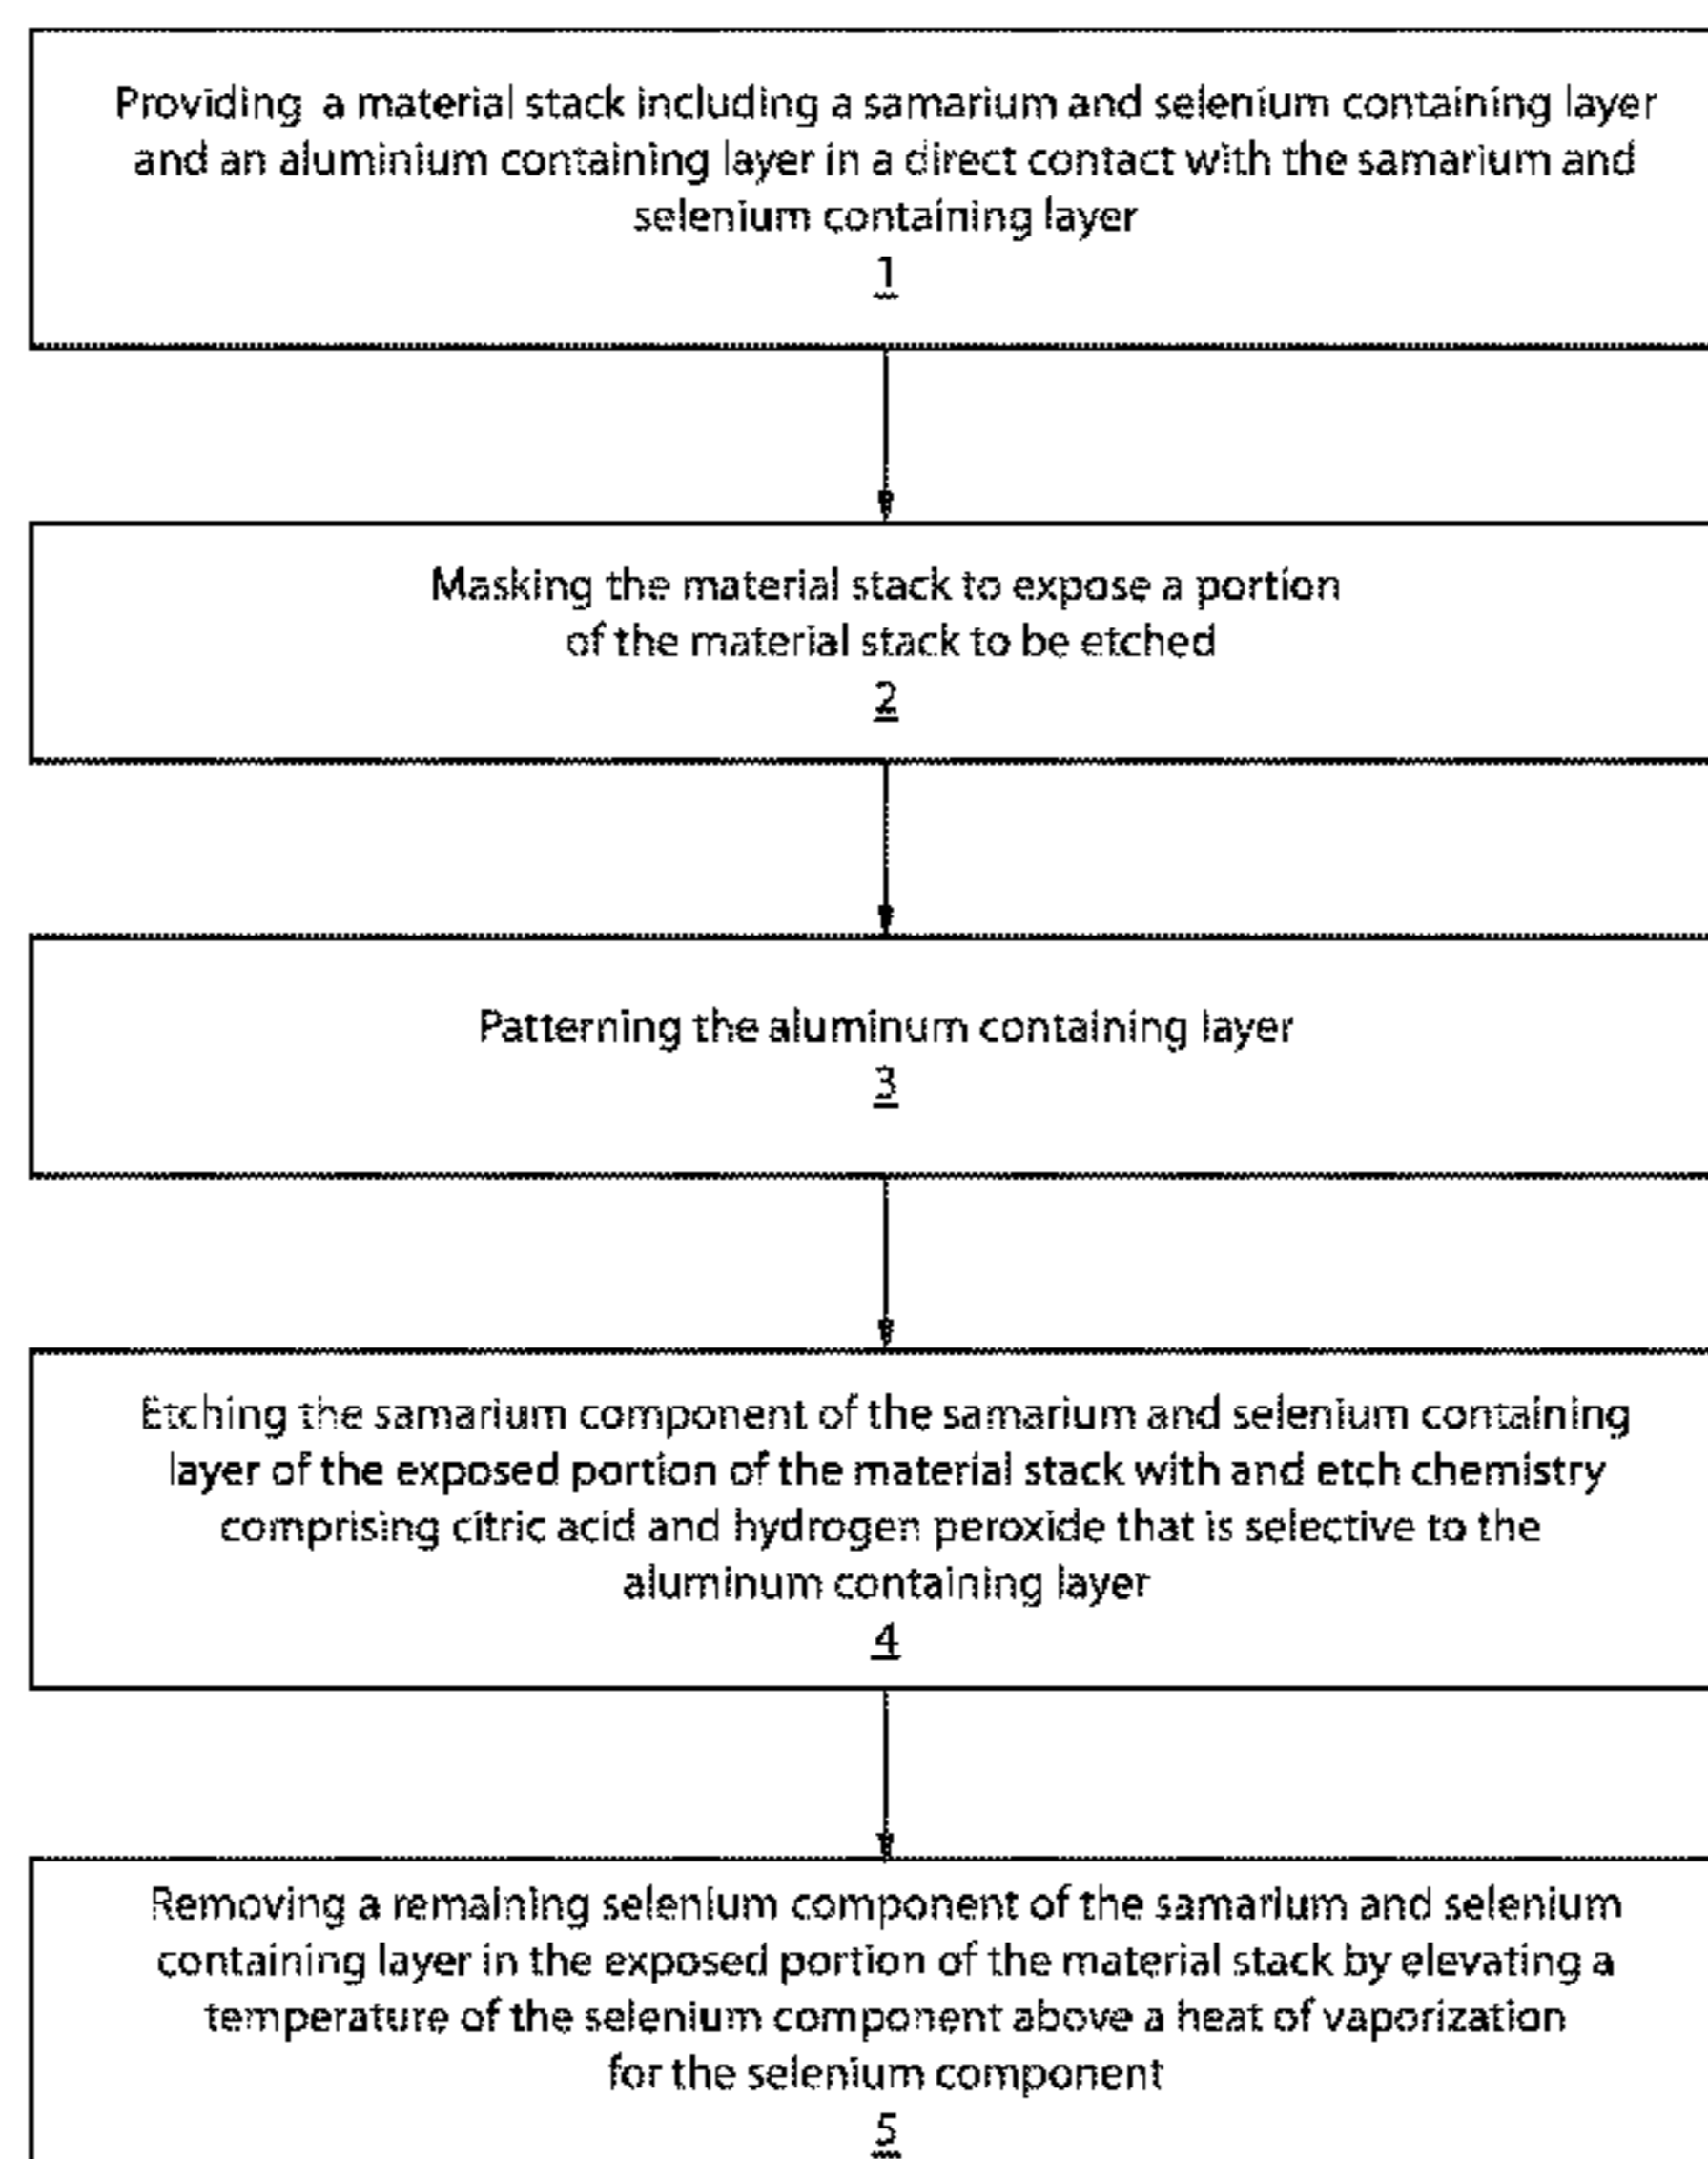 Providing a material stack including a samarium and selenium containing layer
and an aluminium containing layer in a direct contact with the samarium and
selenium containing layer
1
Masking the material stack to expose a portion
of the material stack to be etched
2
Patterning the aluminum containing layer
3
Etching the samarium component of the samarium and selenium containing
layer of the exposed portion of the material stack with and etch chemistry
comprising citric acid and hydrogen peroxide that is selective to the
aluminum containing layer
4
Removing a remaining selenium component of the samarium and selenium
containing layer in the exposed portion of the material stack by elevating a
temperature of the selenium component above a heat of vaporization
for the selenium component
5